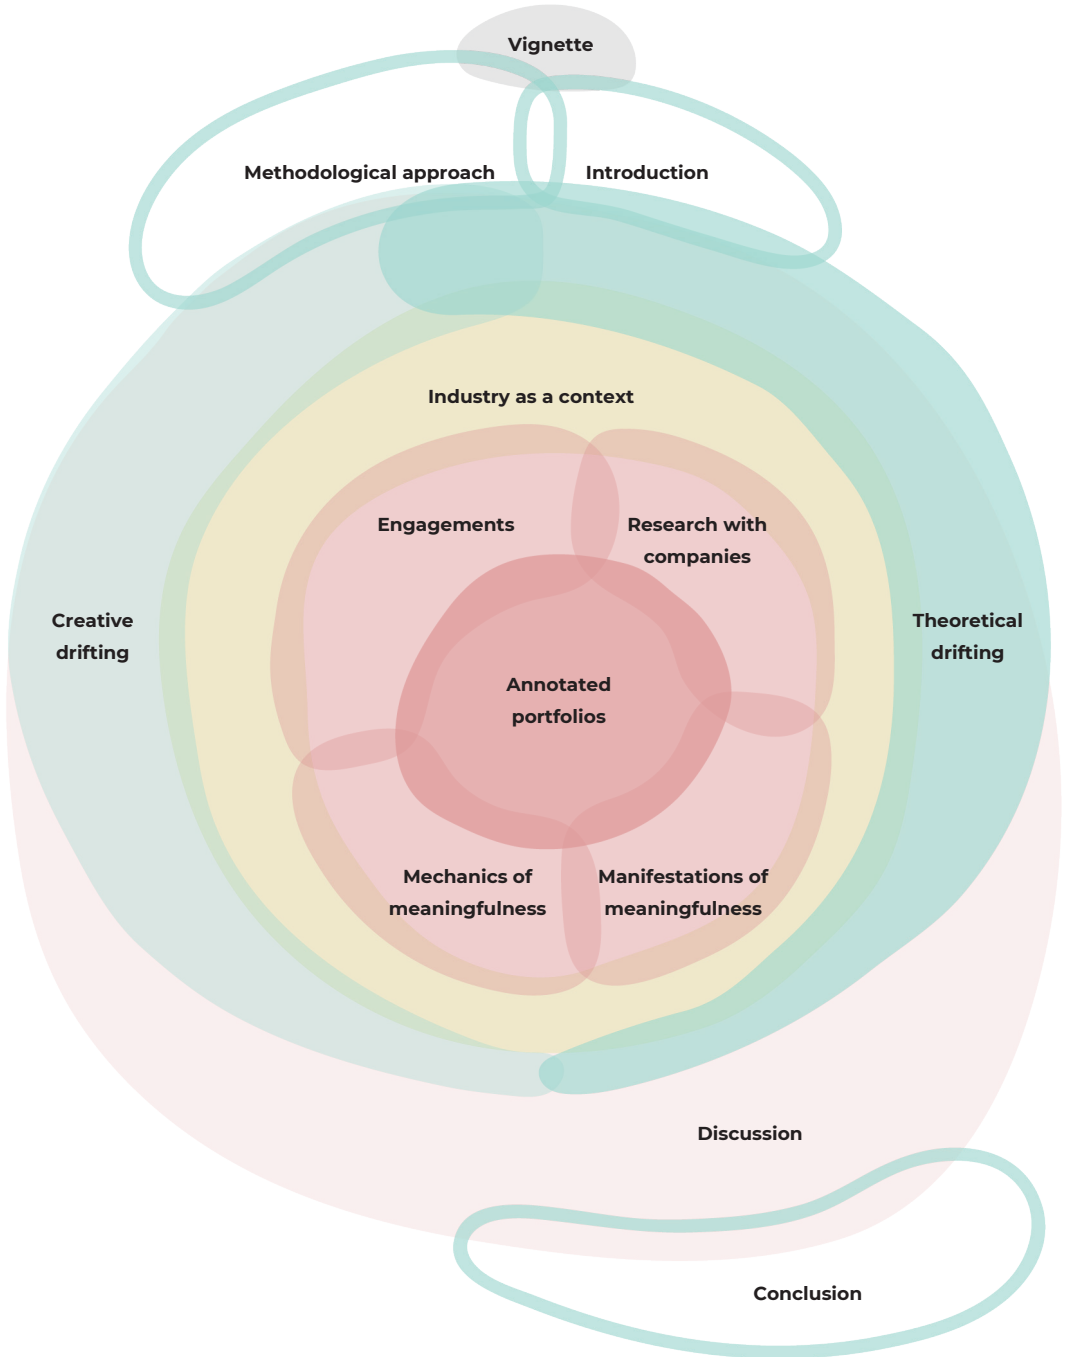 Vignette
Methodological approach
Introduction
Industry as a context
Engagements
Research with
companies
Creative
drifting
Theoretical
drifting
Annotated
portfolios
Mechanics of
meaningfulness
Manifestations of
meaningfulness
Discussion
Conclusion